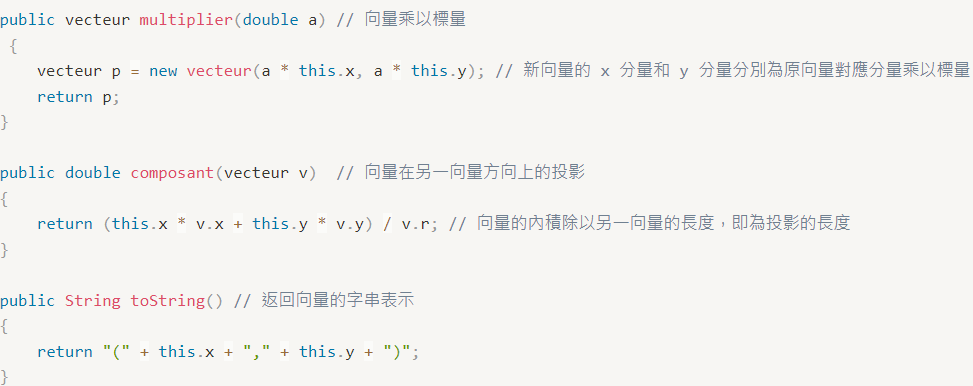 public vecteur multiplier(double a) // 向量乘以標量
{
vecteur p = new vecteur(a * this.x, a * this.y); // 新向量的 x 分量和 y 分量分別為原向量對應分量乘以標量
return p;
}
public double composant(vecteur v) // 向量在另一向量方向上的投影
{
return (this.x * v.x + this.y * v.y) / v.r; // 向量的內積除以另一向量的長度，即為投影的長度
}
public String toString() // 返回向量的字串表示
{
return "(" + this.x + "," + this.y + ")";
}